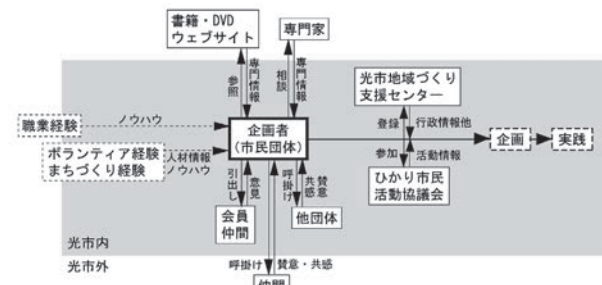 書籍・DVD
ウェブサイト
専門家
参照
専門情報
相談
専門情報
光市地域づくり
支援センター
職業経験
ノウハウ
企画者
(市民団体)
登録
行政情報他
企画
実践
ボランティア経験
まちづくり経験
人材情報
ノウハウ
参加
活動情報
引出し
意見
呼掛け
共感
賛意
ひかり市民
活動協議会
会員
仲間
他団体
光市内
光市外
呼掛け
賛意・共感
仲間